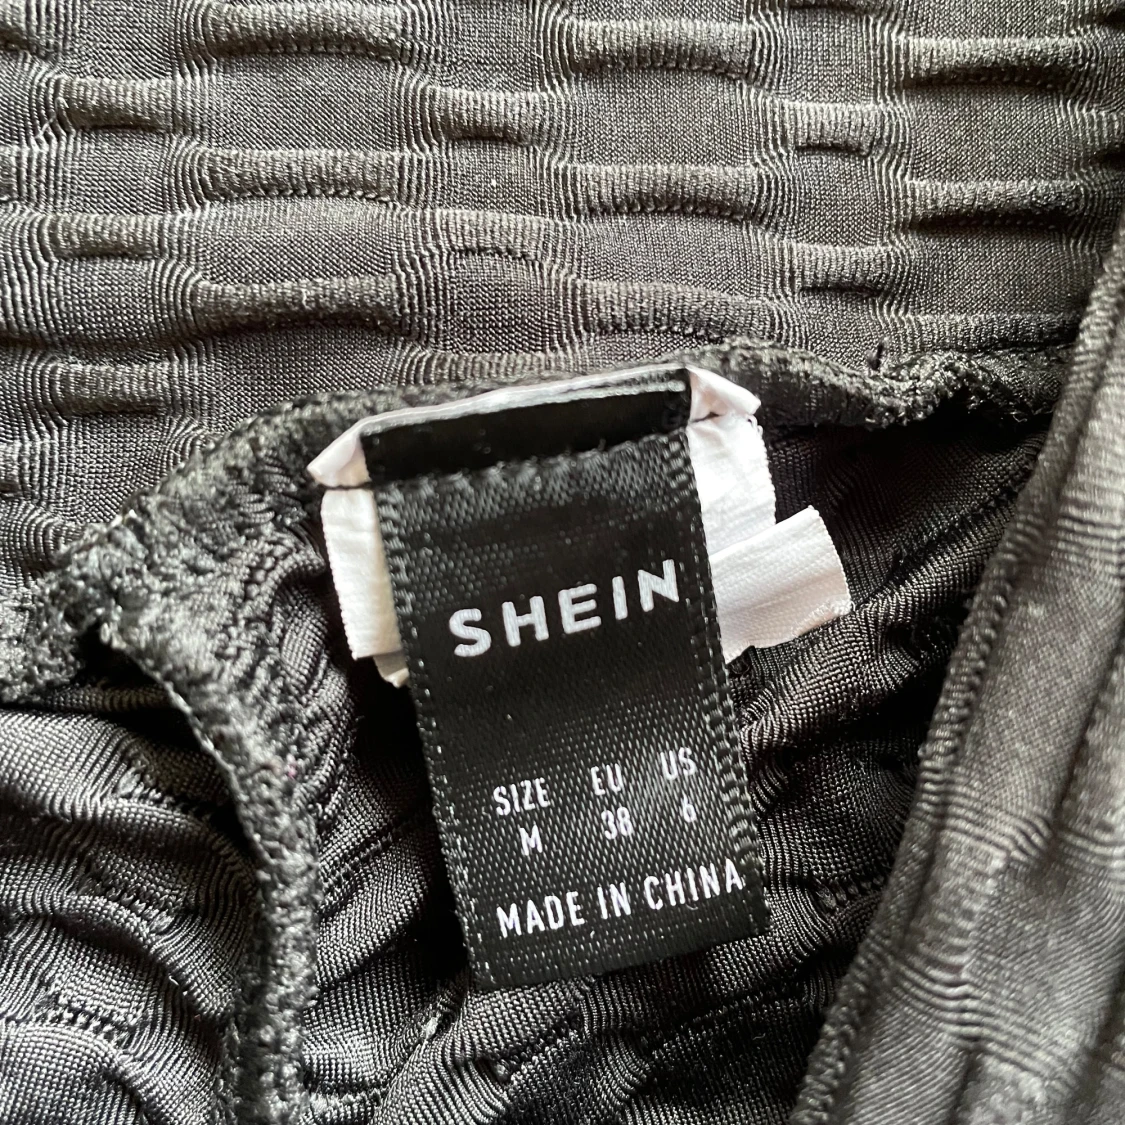 SHEIN
SIZE EU US
M 38 6
MADE IN CHINA